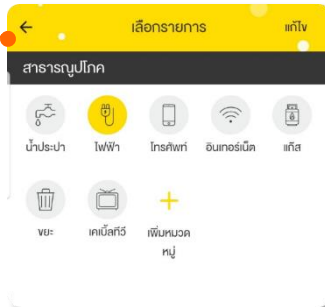 เลือกรายการ แก้ไข
สาธารณูปโภค
น้ำประปา ไฟฟ้า โทรศัพท์ อินเทอร์เน็ต แก๊ส
ขยะ เคเบิ้ลทีวี เพิ่มหมวด
หมู่